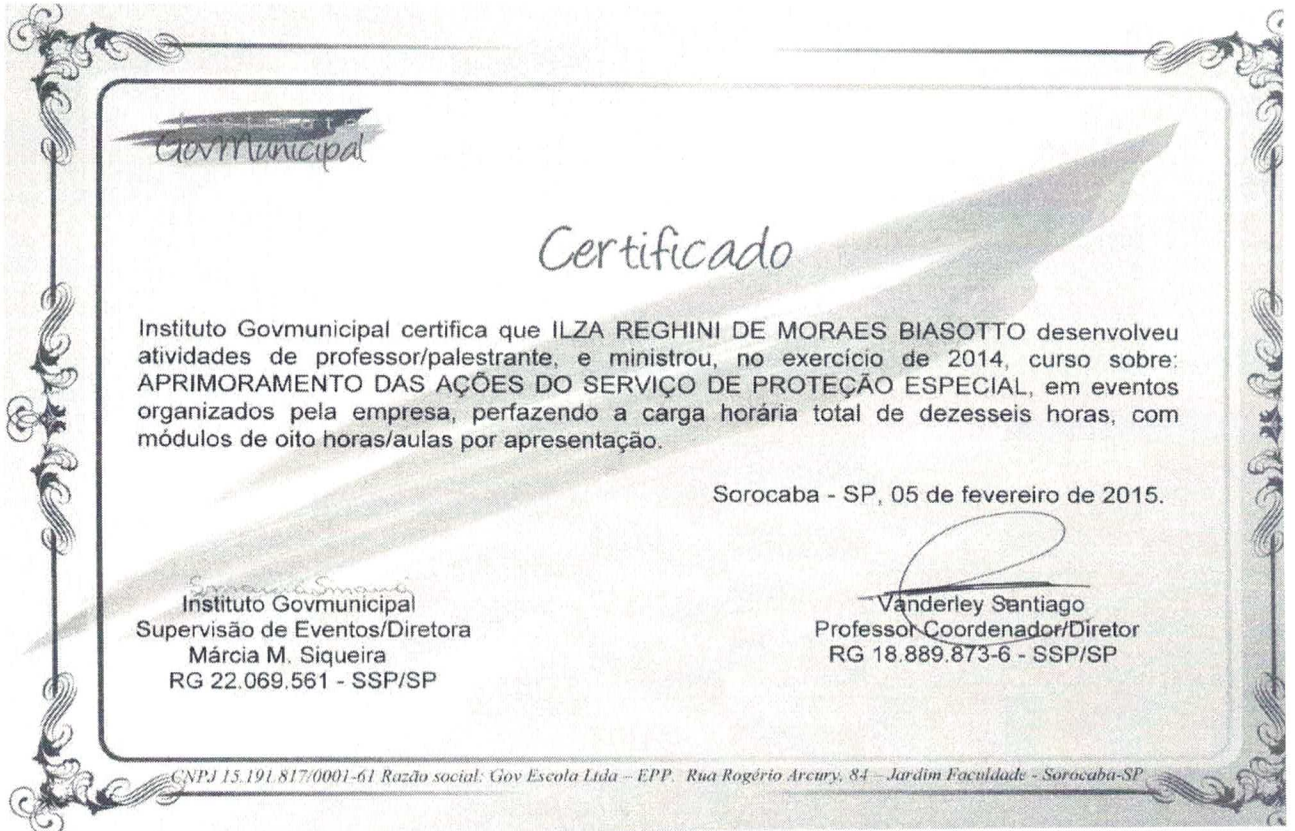 Instituto
GovMunicipal
Certificado
Instituto Govmunicipal certifica que ILZA REGHINI DE MORAES BIASOTTO desenvolveu
atividades de professor/palestrante, e ministrou, no exercício de 2014, curso sobre:
APRIMORAMENTO DAS AÇÕES DO SERVIÇO DE PROTEÇÃO ESPECIAL, em eventos
organizados pela empresa, perfazendo a carga horária total de dezesseis horas, com
módulos de oito horas/aulas por apresentação.
Sorocaba - SP, 05 de fevereiro de 2015.
Instituto Govmunicipal
Supervisão de Eventos/Diretora
Márcia M. Siqueira
RG 22.069.561 - SSP/SP
Vanderley Santiago
Professor Coordenador/Diretor
RG 18.889.873-6 - SSP/SP
CNPJ 15.191.817/0001-61 Razão social: Gov Escola Ltda – EPP. Rua Rogério Arcury, 84 – Jardim Faculdade - Sorocaba-SP